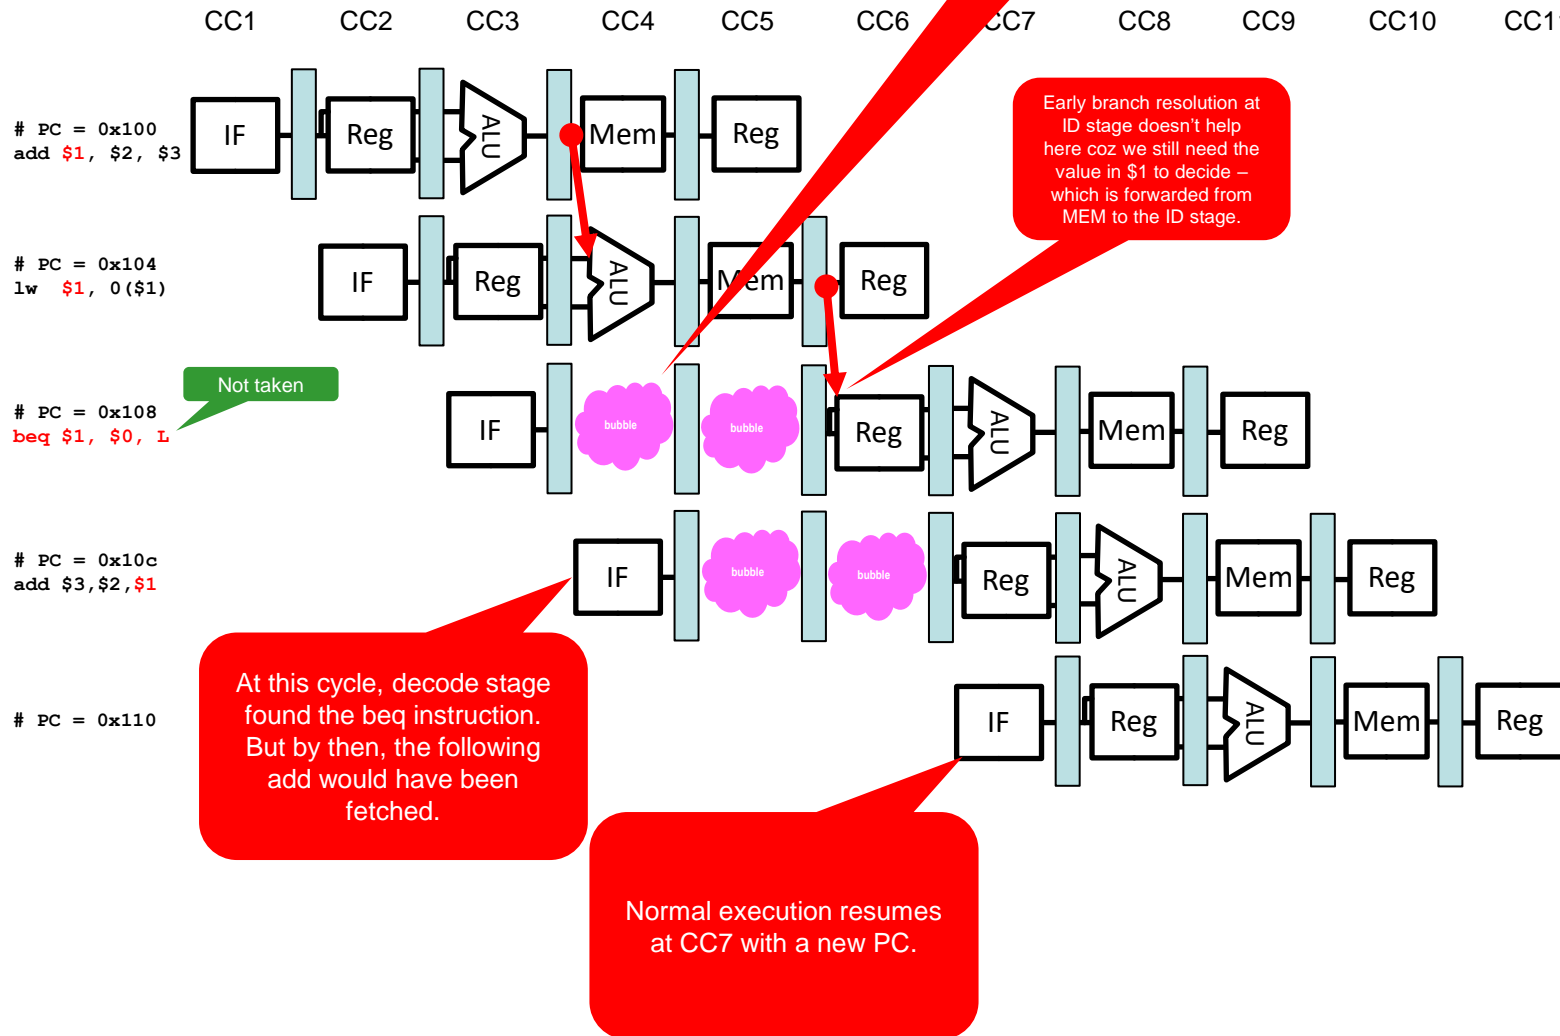 CC1 CC2 CC3 CC4 CC5 CC6 CC7 CC8 CC9 CC10 CC11
# PC = 0x100
add $1, $2, $3
IF Reg ALU Mem Reg
Early branch resolution at
ID stage doesn't help
here coz we still need the
value in $1 to decide –
which is forwarded from
MEM to the ID stage.
# PC = 0x104
lw $1, 0($1)
IF Reg ALU Mem Reg
Not taken
# PC = 0x108
beq $1, $0, L
IF bubble bubble Reg ALU Mem Reg
# PC = 0x10c
add $3,$2,$1
IF bubble bubble Reg ALU Mem Reg
At this cycle, decode stage
found the beq instruction.
But by then, the following
add would have been
fetched.
# PC = 0x110
IF Reg ALU Mem Reg
Normal execution resumes
at CC7 with a new PC.